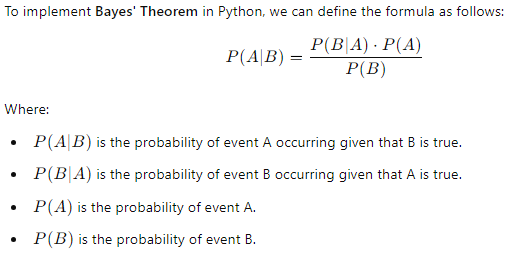 To implement Bayes' Theorem in Python, we can define the formula as follows:
P(A|B) = P(B|A) · P(A) / P(B)
Where:
• P(A|B) is the probability of event A occurring given that B is true.
• P(B|A) is the probability of event B occurring given that A is true.
• P(A) is the probability of event A.
• P(B) is the probability of event B.